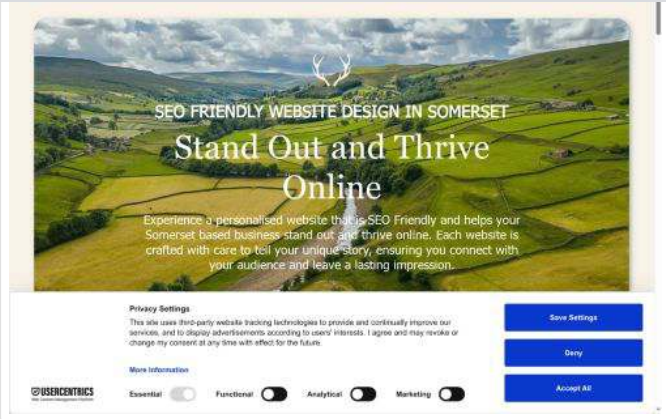 SEO FRIENDLY WEBSITE DESIGN IN SOMERSET
Stand Out and Thrive
Online
Experience a personalised website that is SEO Friendly and helps your
Somerset based business stand out and thrive online. Each website is
crafted with care to tell your unique story, ensuring you connect with
your audience and leave a lasting impression.
Privacy Settings
This site uses third-party website tracking technologies to provide and continually improve our
services, and to display advertisements according to users' interests. I agree and may revoke or
change my consent at any time with effect for the future.
More Information
Essential Functional Analytical Marketing
Save Settings
Deny
Accept All
USERCENTRICS